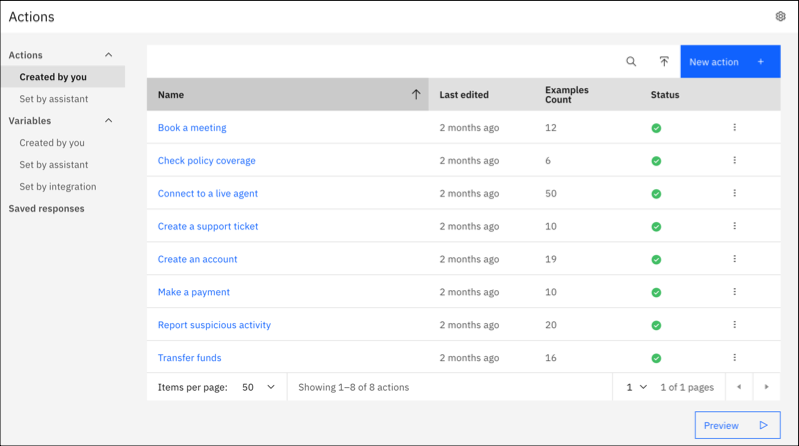 Actions
Actions
Created by you
Set by assistant
Variables
Created by you
Set by assistant
Set by integration
Saved responses
New action +
Name Last edited Examples Count Status
Book a meeting 2 months ago 12
Check policy coverage 2 months ago 6
Connect to a live agent 2 months ago 50
Create a support ticket 2 months ago 10
Create an account 2 months ago 19
Make a payment 2 months ago 10
Report suspicious activity 2 months ago 20
Transfer funds 2 months ago 16
Items per page: 50 Showing 1–8 of 8 actions 1 1 of 1 pages
Preview